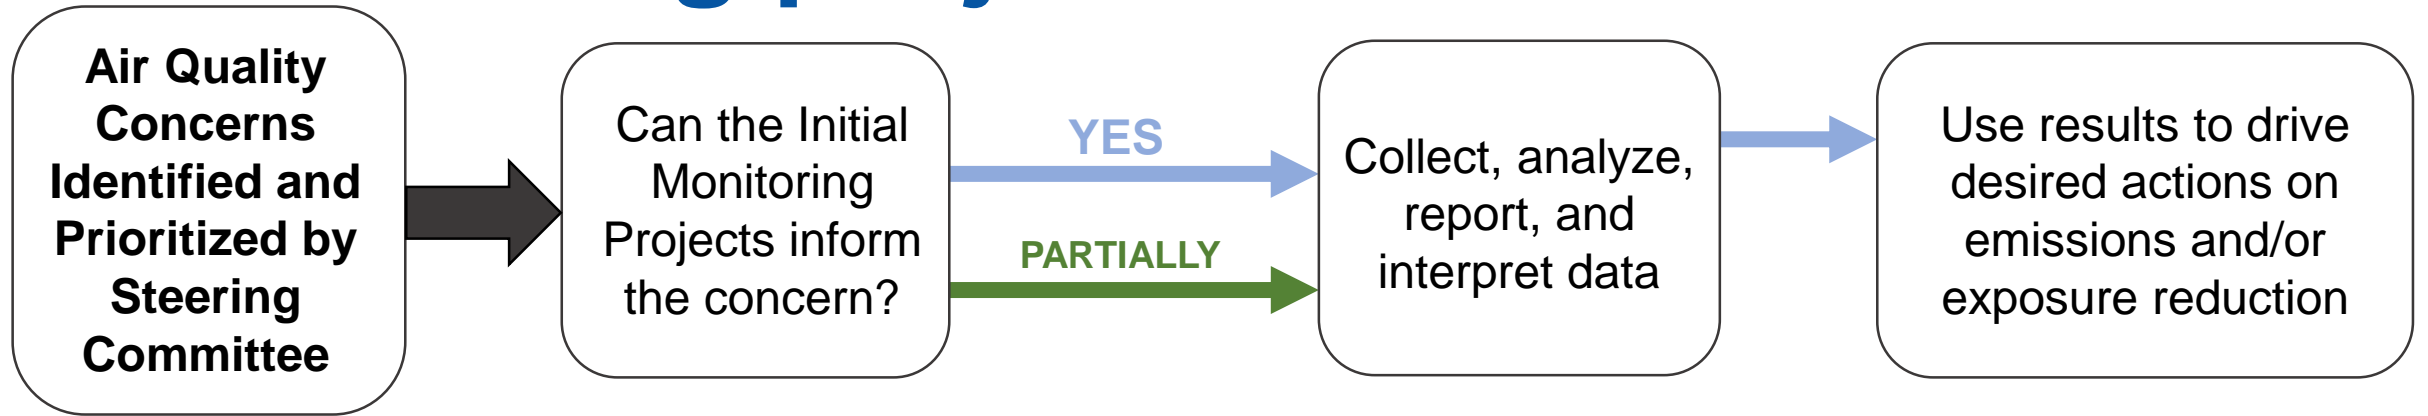 Air Quality
Concerns
Identified and
Prioritized by
Steering
Committee
Can the Initial
Monitoring
Projects inform
the concern?
YES
PARTIALLY
Collect, analyze,
report, and
interpret data
Use results to drive
desired actions on
emissions and/or
exposure reduction